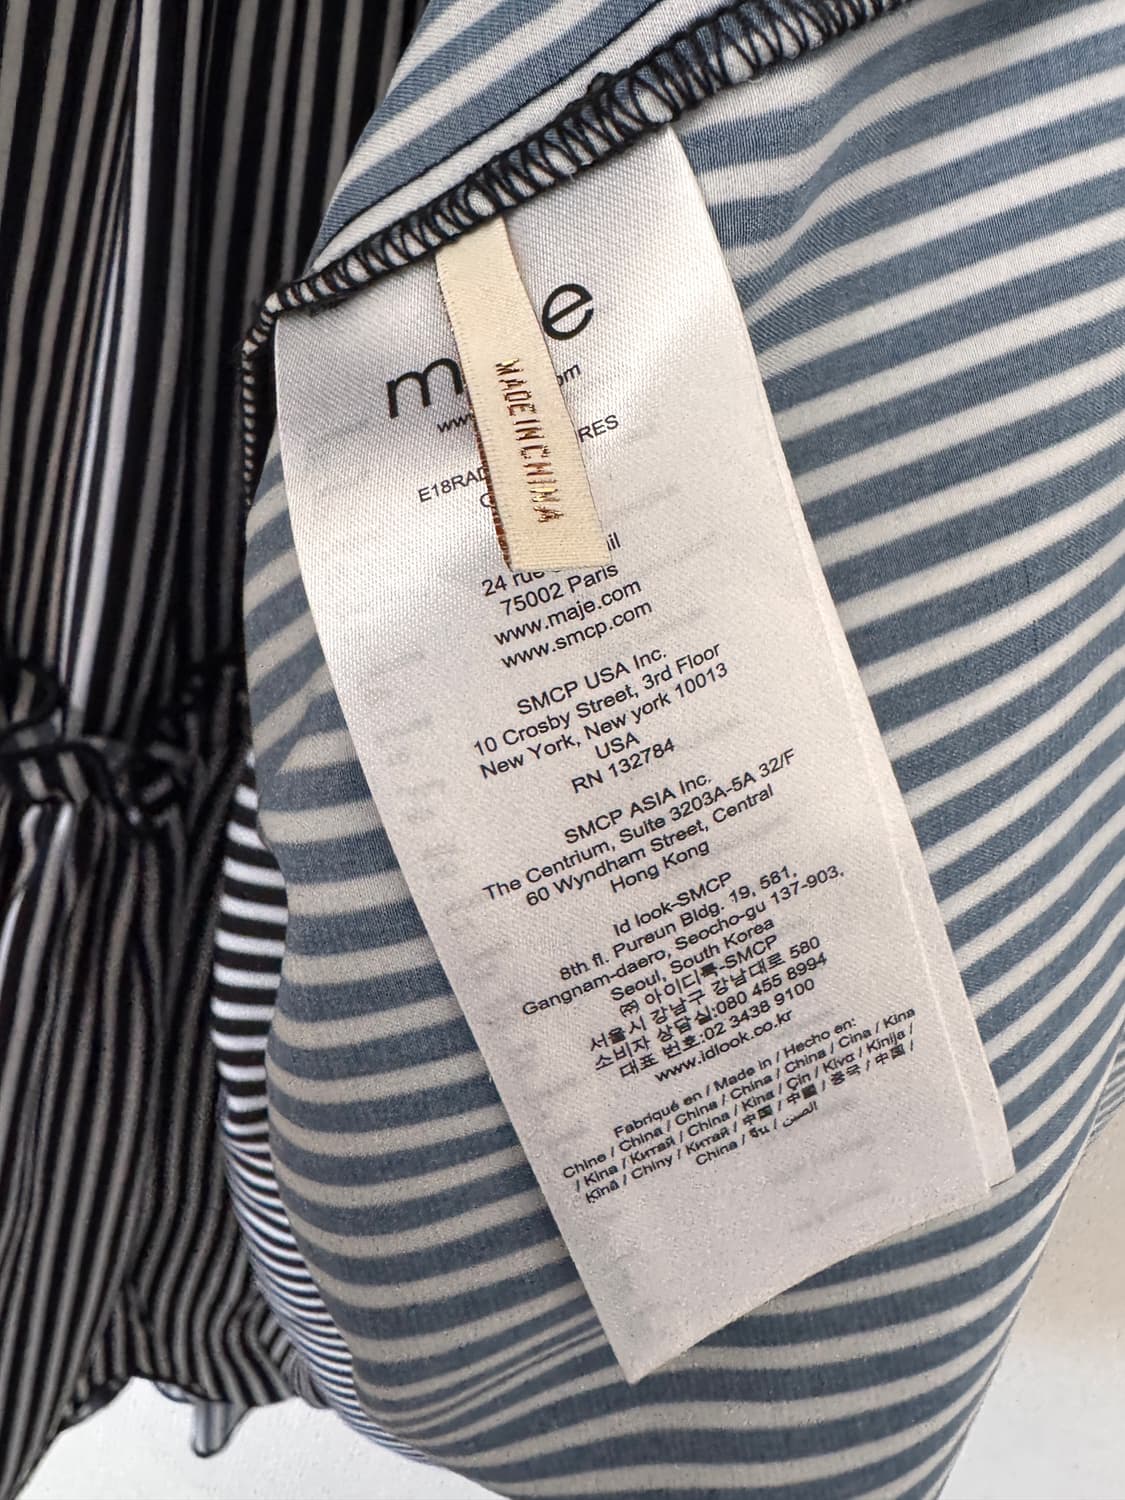 m e
MADE IN CHINA
24 rue
75002 Paris
www.maje.com
www.smcp.com
SMCP USA Inc.
10 Crosby Street, 3rd Floor
New York, New york 10013
USA
RN 132784
SMCP ASIA Inc.
The Centrium, Suite 3203A-5A 32/F
60 Wyndham Street, Central
Hong Kong
Id look-SMCP
8th fl. Pureun Bldg. 19, 581,
Gangnam-daero, Seocho-gu 137-903,
Seoul, South Korea
㈜ 아이디룩-SMCP
서울시 강남구 강남대로 580
소비자 상담실:080 455 8994
대표 번호:02 3438 9100
www.idlook.co.kr
Fabriqué en / Made in / Hecho en:
Chine / China / China / China / China / Cina / Kina
/ Kina / Китай / China / Kina / Çin / Kiva / Kinija /
Kīnā / Chiny / Китай / 中国 / 中國 / 중국 / 中国 /
China / จีน / الصين